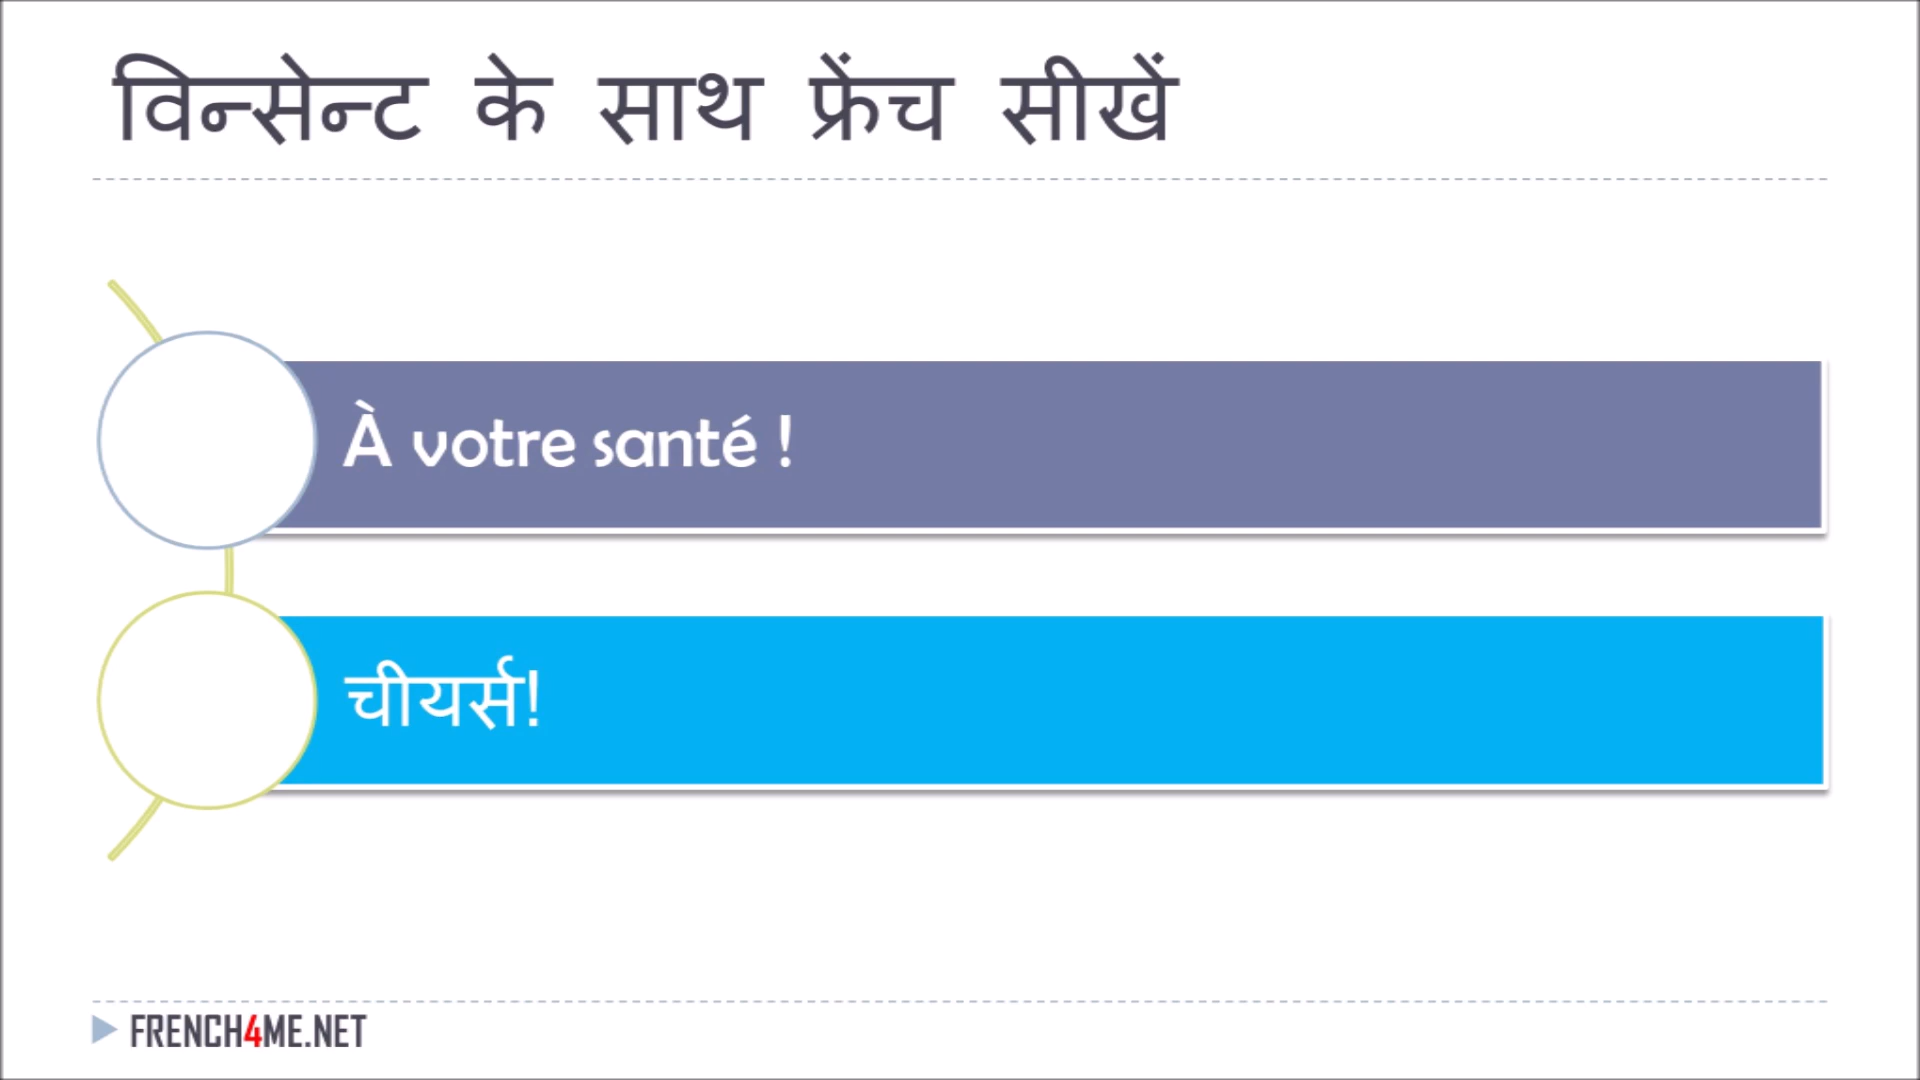 विन्सेन्ट के साथ फ्रेंच सीखें
À votre santé !
चीयर्स!
FRENCH4ME.NET